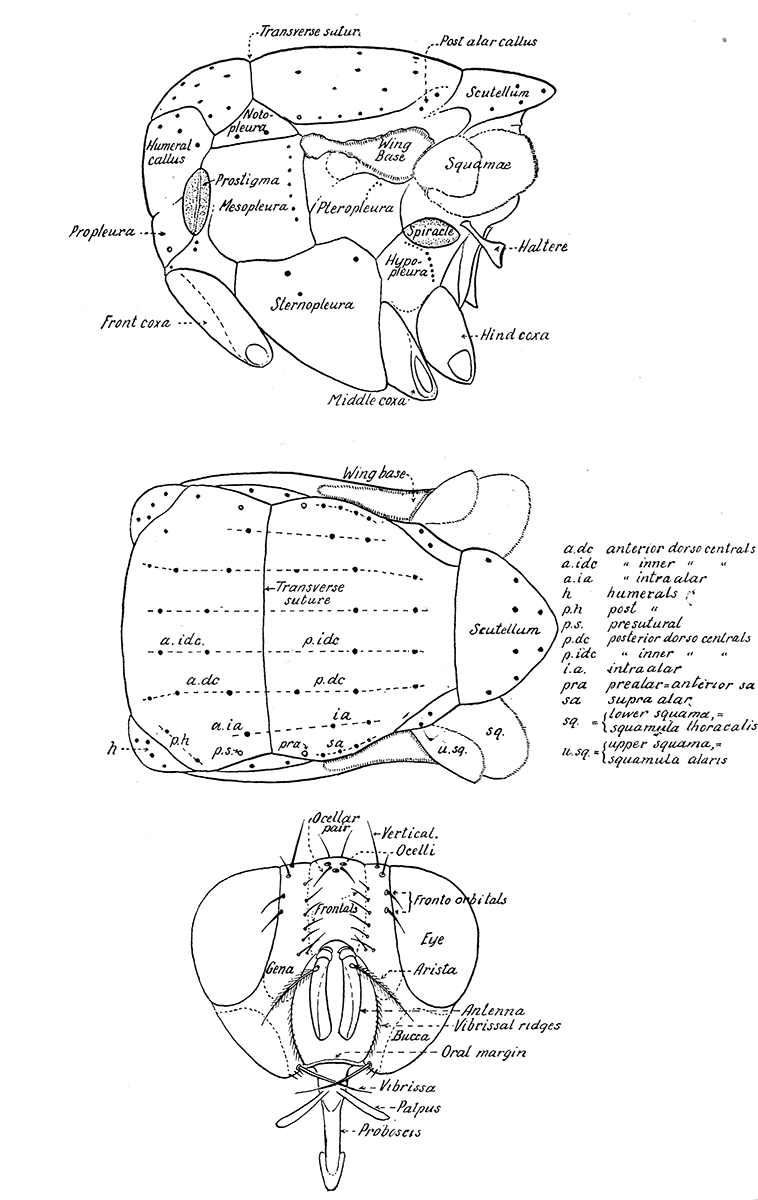 Transverse sutur.
Post alar callus
Scutellum
Noto-
pleura
Humeral
callus
Wing
Base
Squamae
Prostigma
Mesopleura
Pteropleura
Propleura
Spiracle
Haltere
Hypo-
pleura
Sternopleura
Front coxa
Hind coxa
Middle coxa
Wing base
Transverse
suture
Scutellum
a.idc.
p.idc
a.dc
p.dc
a.ia
ia
p.h
p.s.
pra
sa
h
u.sq.
sq.
a.dc anterior dorso centrals
a.idc " inner " "
a.ia " intra alar
h humerals
p.h post "
p.s. presutural
p.dc posterior dorso centrals
p.idc " inner " "
i.a. intra alar
pra prealar=anterior sa
sa supra alar
sq. = {lower squama, =
squamula thoracalis
u.sq. = {upper squama, =
squamula alaris
Ocellar
pair
Vertical.
Ocelli
Fronto orbitals
Frontals
Eye
Gena
Arista
Antenna
Vibrissal ridges
Bucca
Oral margin
Vibrissa
Palpus
Proboscis